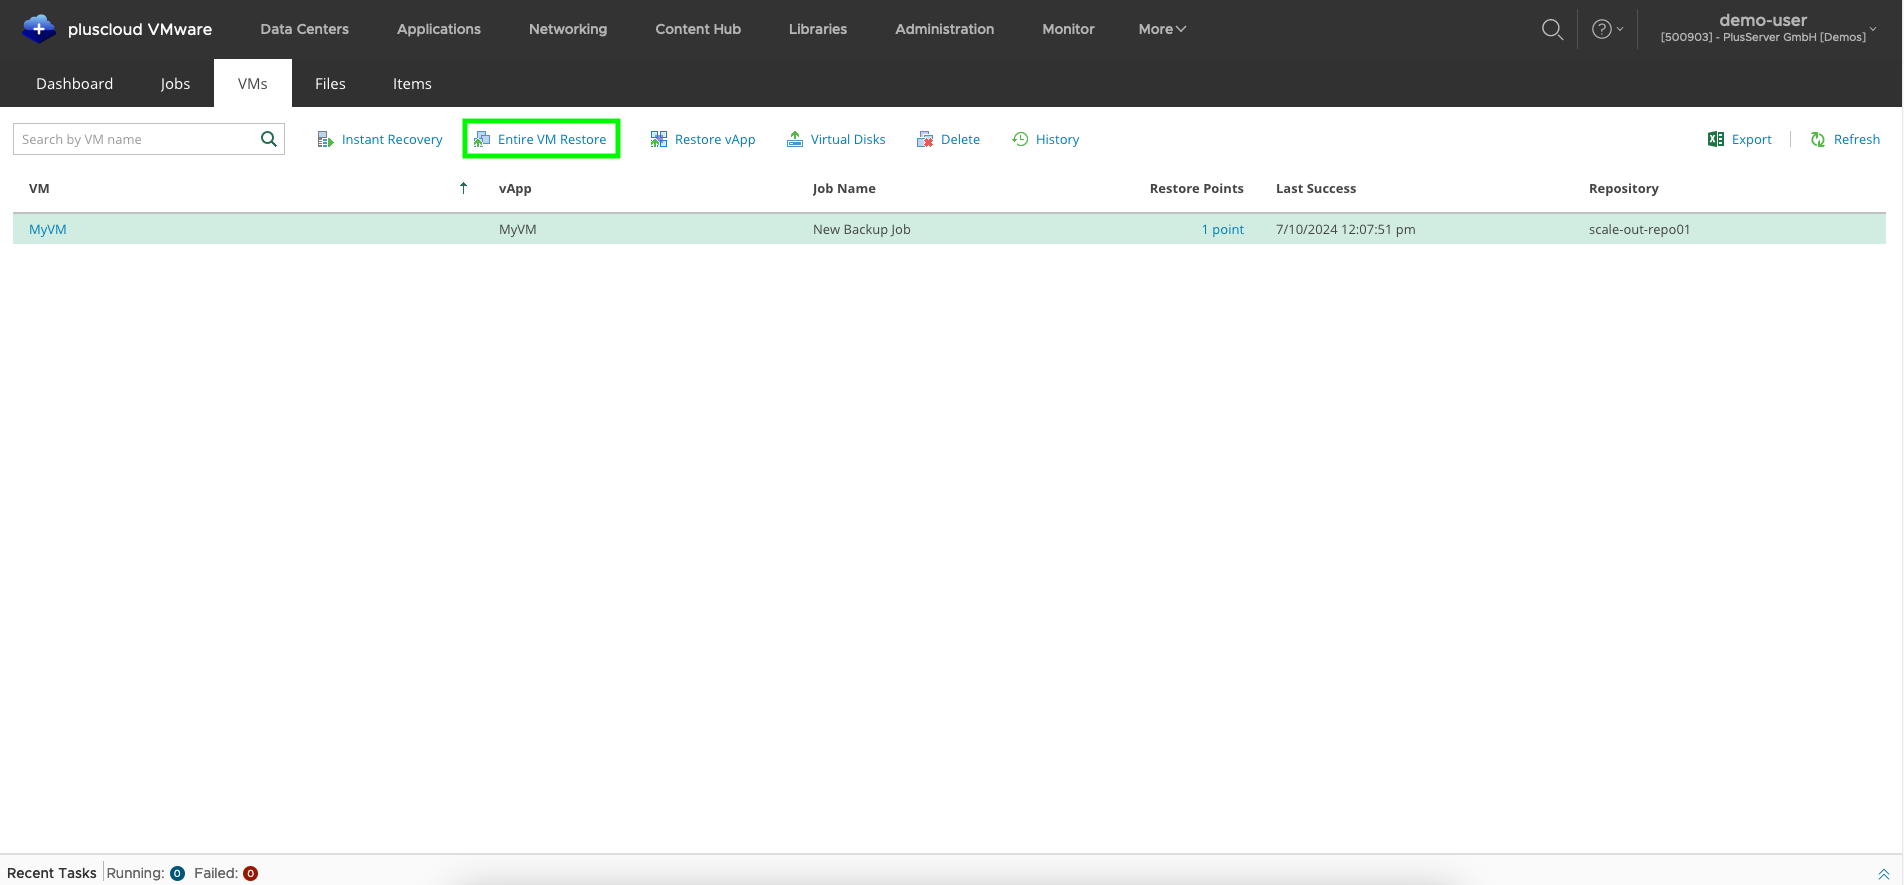 pluscloud VMware Data Centers Applications Networking Content Hub Libraries Administration Monitor More demo-user
[500903] - PlusServer GmbH [Demos]
Dashboard Jobs VMs Files Items
Search by VM name Instant Recovery Entire VM Restore Restore vApp Virtual Disks Delete History Export Refresh
VM vApp Job Name Restore Points Last Success Repository
MyVM MyVM New Backup Job 1 point 7/10/2024 12:07:51 pm scale-out-repo01
Recent Tasks Running: 0 Failed: 0